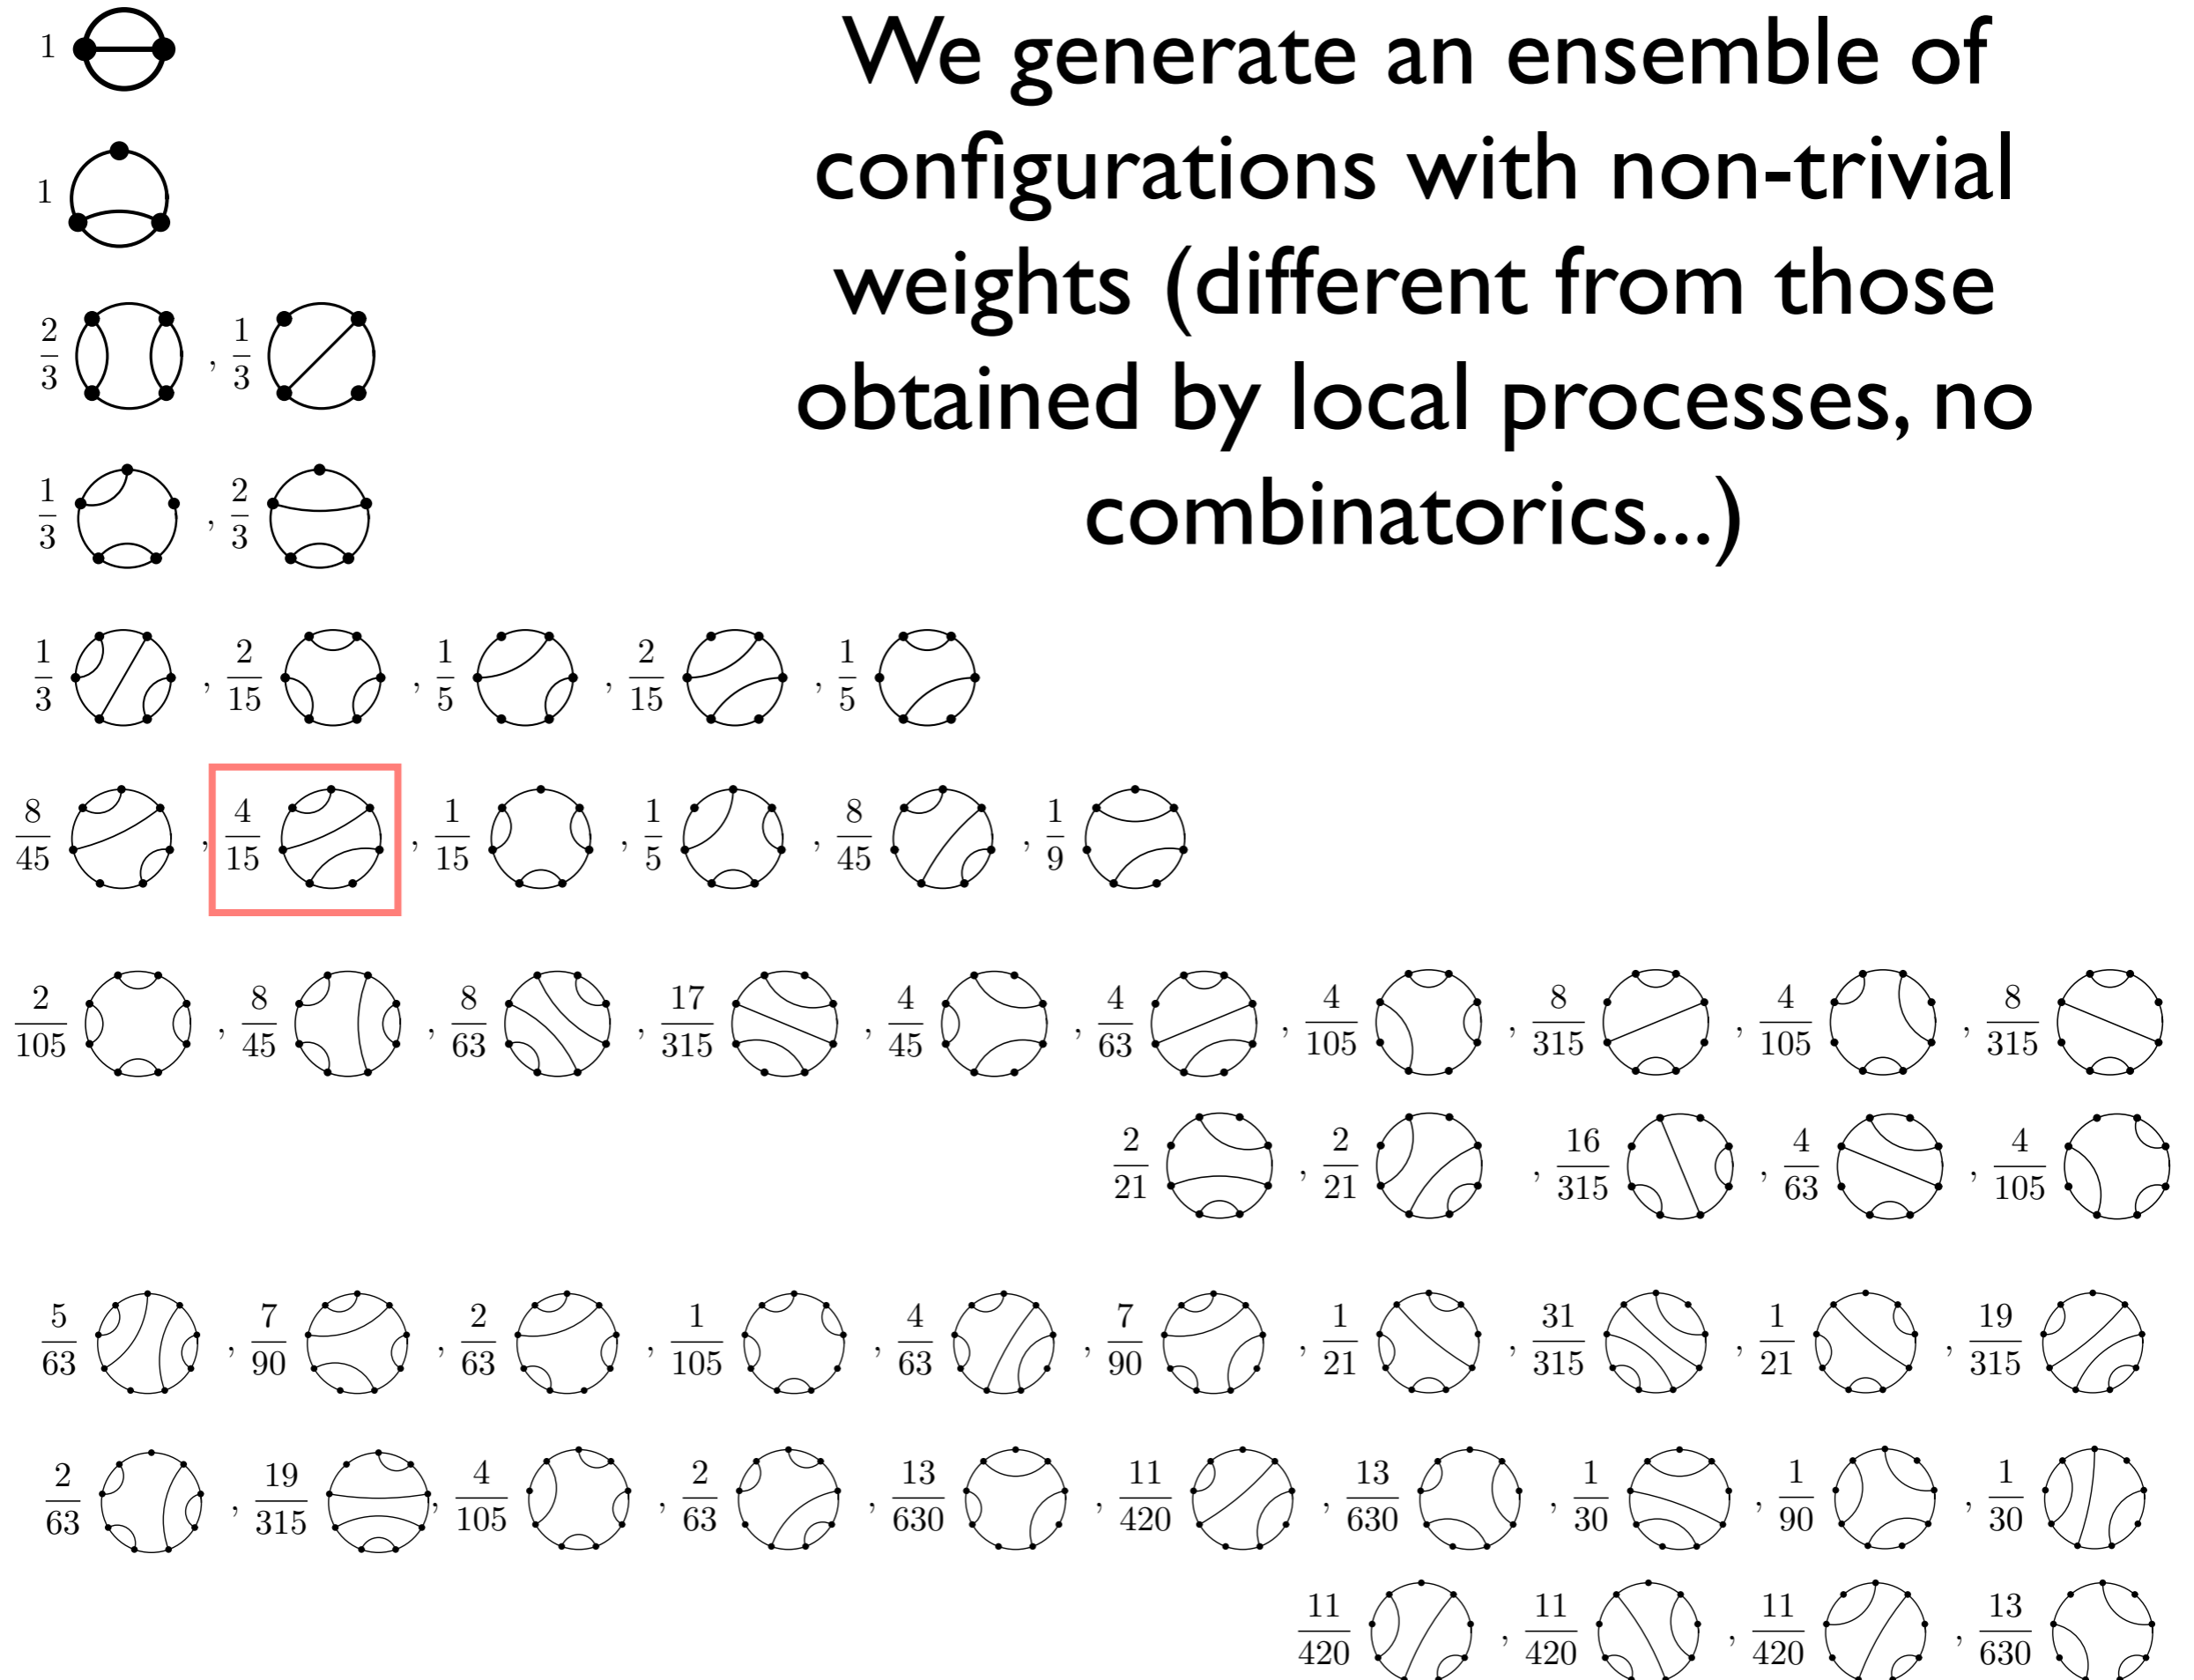 We generate an ensemble of
configurations with non-trivial
weights (different from those
obtained by local processes, no
combinatorics...)
1
1
2/3 , 1/3
1/3 , 2/3
1/3 , 2/15 , 1/5 , 2/15 , 1/5
8/45 , 4/15 , 1/15 , 1/5 , 8/45 , 1/9
2/105 , 8/45 , 8/63 , 17/315 , 4/45 , 4/63 , 4/105 , 8/315 , 4/105 , 8/315
2/21 , 2/21 , 16/315 , 4/63 , 4/105
5/63 , 7/90 , 2/63 , 1/105 , 4/63 , 7/90 , 1/21 , 31/315 , 1/21 , 19/315
2/63 , 19/315 , 4/105 , 2/63 , 13/630 , 11/420 , 13/630 , 1/30 , 1/90 , 1/30
11/420 , 11/420 , 11/420 , 13/630